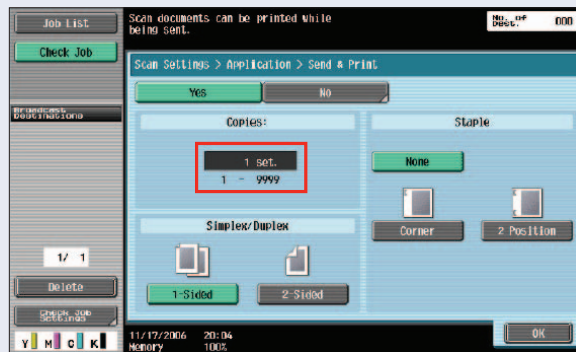 Job List
Scan documents can be printed while
being sent.
No. of
Dest.
000
Check Job
Scan Settings > Application > Send & Print
Yes
No
Broadcast
Destinations
Copies:
Staple
1 set.
1 - 9999
None
Simplex/Duplex
Corner
2 Position
1/ 1
Delete
1-Sided
2-Sided
Check Job
Settings
Y M C K
11/17/2006 20:04
Memory 100%
OK